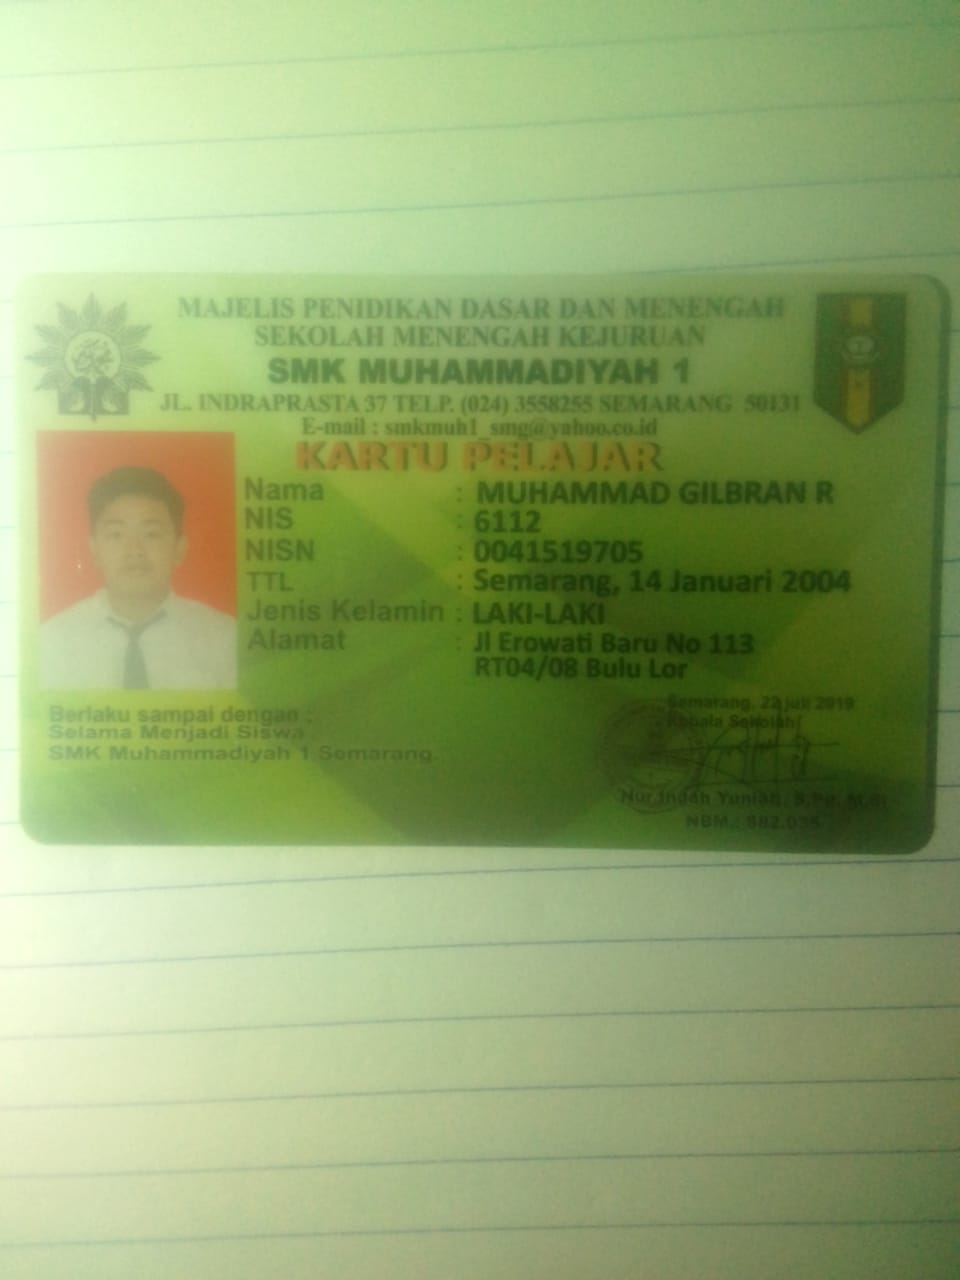 MAJELIS PENIDIKAN DASAR DAN MENENGAH
SEKOLAH MENENGAH KEJURUAN
SMK MUHAMMADIYAH 1
JL. INDRAPRASTA 37 TELP. (024) 3558255 SEMARANG 50131
E-mail : smkmuh1_smg@yahoo.co.id
KARTU PELAJAR
Nama : MUHAMMAD GILBRAN R
NIS : 6112
NISN : 0041519705
TTL : Semarang, 14 Januari 2004
Jenis Kelamin : LAKI-LAKI
Alamat : Jl Erowati Baru No 113
RT04/08 Bulu Lor
Berlaku sampai dengan :
Selama Menjadi Siswa
SMK Muhammadiyah 1 Semarang.
Semarang, 22 juli 2019
Kepala Sekolah
Nur Indah Yuniati, S.Pd, M.Si
NBM.: 882.035